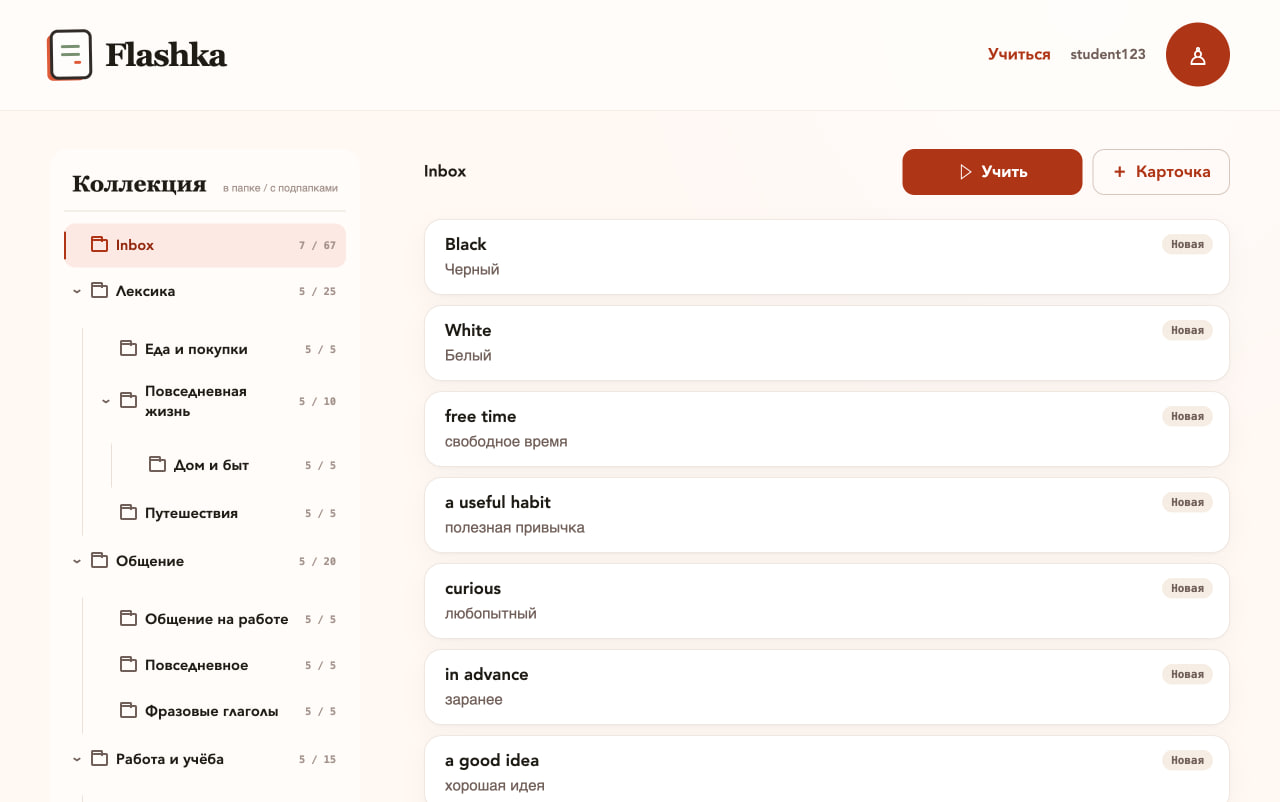 Flashka
Учиться
student123
Коллекция
в папке / с подпапками
Inbox
7 / 67
Лексика
5 / 25
Еда и покупки
5 / 5
Повседневная
жизнь
5 / 10
Дом и быт
5 / 5
Путешествия
5 / 5
Общение
5 / 20
Общение на работе
5 / 5
Повседневное
5 / 5
Фразовые глаголы
5 / 5
Работа и учёба
5 / 15
Inbox
Учить
+ Карточка
Black
Новая
Черный
White
Новая
Белый
free time
Новая
свободное время
a useful habit
Новая
полезная привычка
curious
Новая
любопытный
in advance
Новая
заранее
a good idea
Новая
хорошая идея